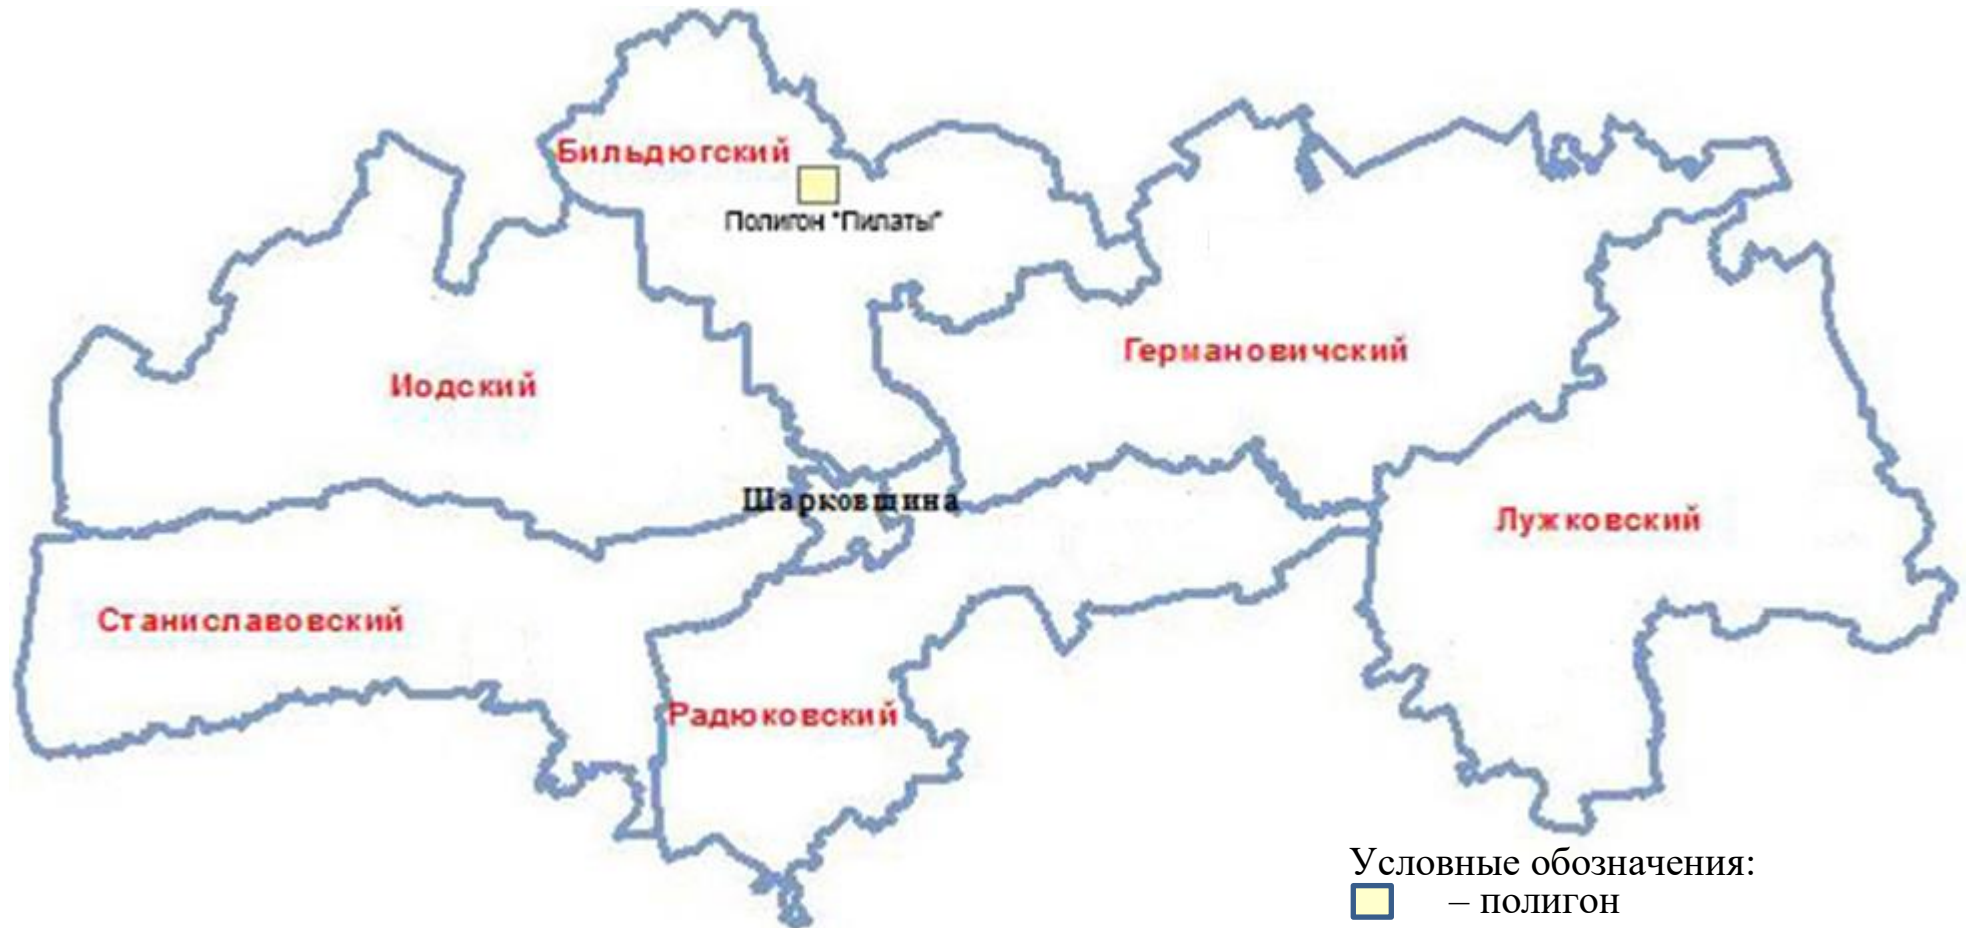 Бильдюгский
Полигон "Пилаты"
Германовичский
Иодский
Шарковщина
Лужковский
Станиславовский
Радюковский
Условные обозначения:
– полигон